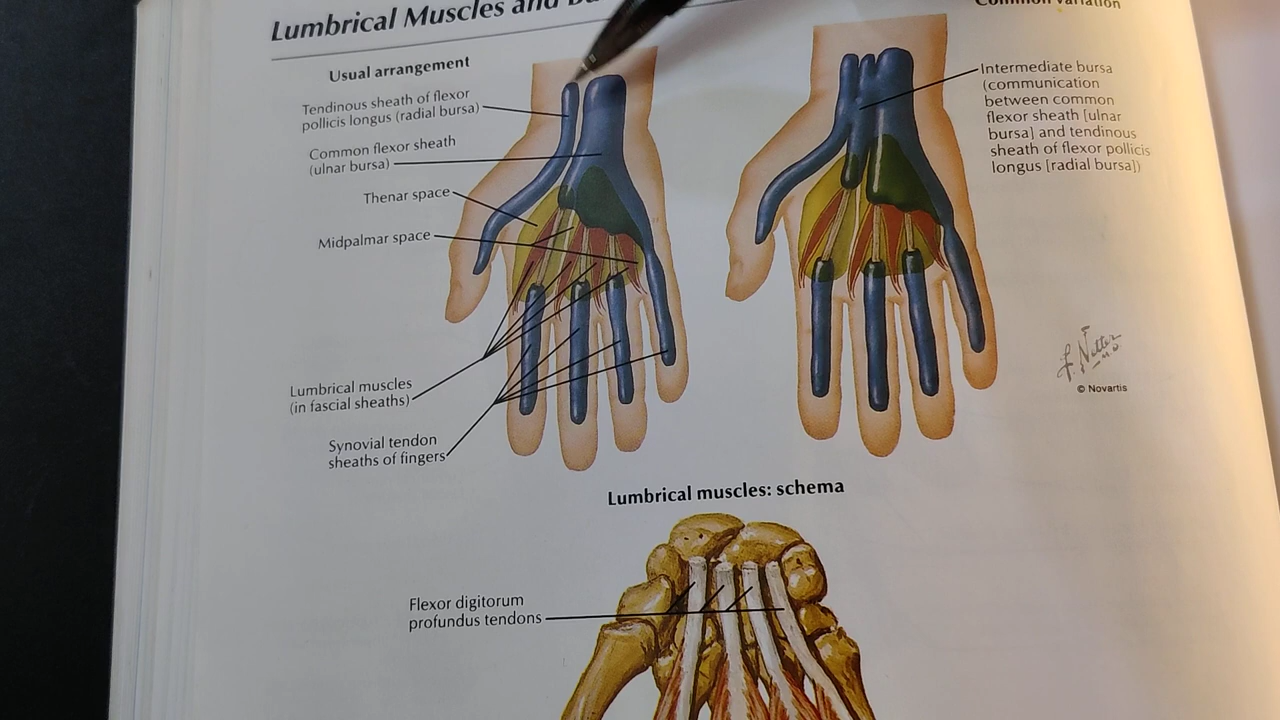 Lumbrical Muscles and
Common Variation
Usual arrangement
Tendinous sheath of flexor
pollicis longus (radial bursa)
Common flexor sheath
(ulnar bursa)
Thenar space
Midpalmar space
Lumbrical muscles
(in fascial sheaths)
Synovial tendon
sheaths of fingers
Intermediate bursa
(communication
between common
flexor sheath [ulnar
bursa] and tendinous
sheath of flexor pollicis
longus [radial bursa])
F. Netter
M.D.
© Novartis
Lumbrical muscles: schema
Flexor digitorum
profundus tendons